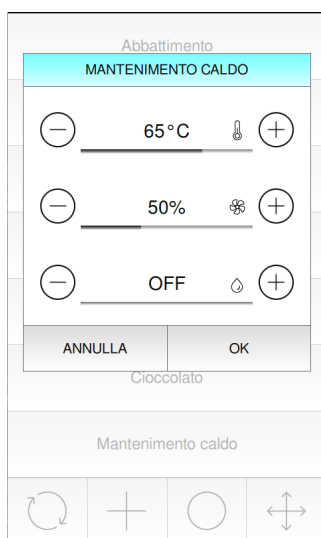 Abbattimento
MANTENIMENTO CALDO
65°C
50%
OFF
ANNULLA OK
Cioccolato
Mantenimento caldo